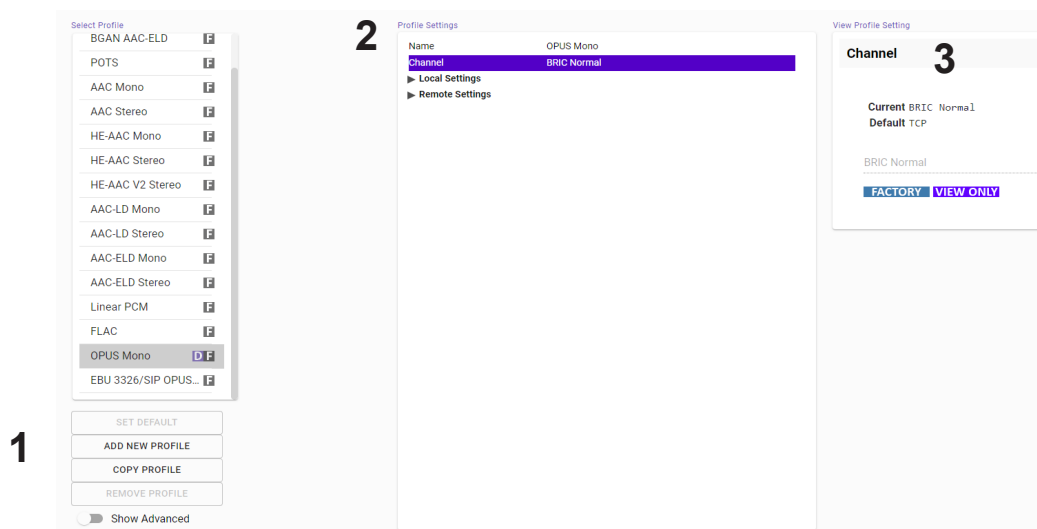 Select Profile
BGAN AAC-ELD F
POTS F
AAC Mono F
AAC Stereo F
HE-AAC Mono F
HE-AAC Stereo F
HE-AAC V2 Stereo F
AAC-LD Mono F
AAC-LD Stereo F
AAC-ELD Mono F
AAC-ELD Stereo F
Linear PCM F
FLAC F
OPUS Mono D F
EBU 3326/SIP OPUS... F
1
SET DEFAULT
ADD NEW PROFILE
COPY PROFILE
REMOVE PROFILE
Show Advanced
2
Profile Settings
Name OPUS Mono
Channel BRIC Normal
▶ Local Settings
▶ Remote Settings
View Profile Setting
Channel
3
Current BRIC Normal
Default TCP
BRIC Normal
FACTORY VIEW ONLY